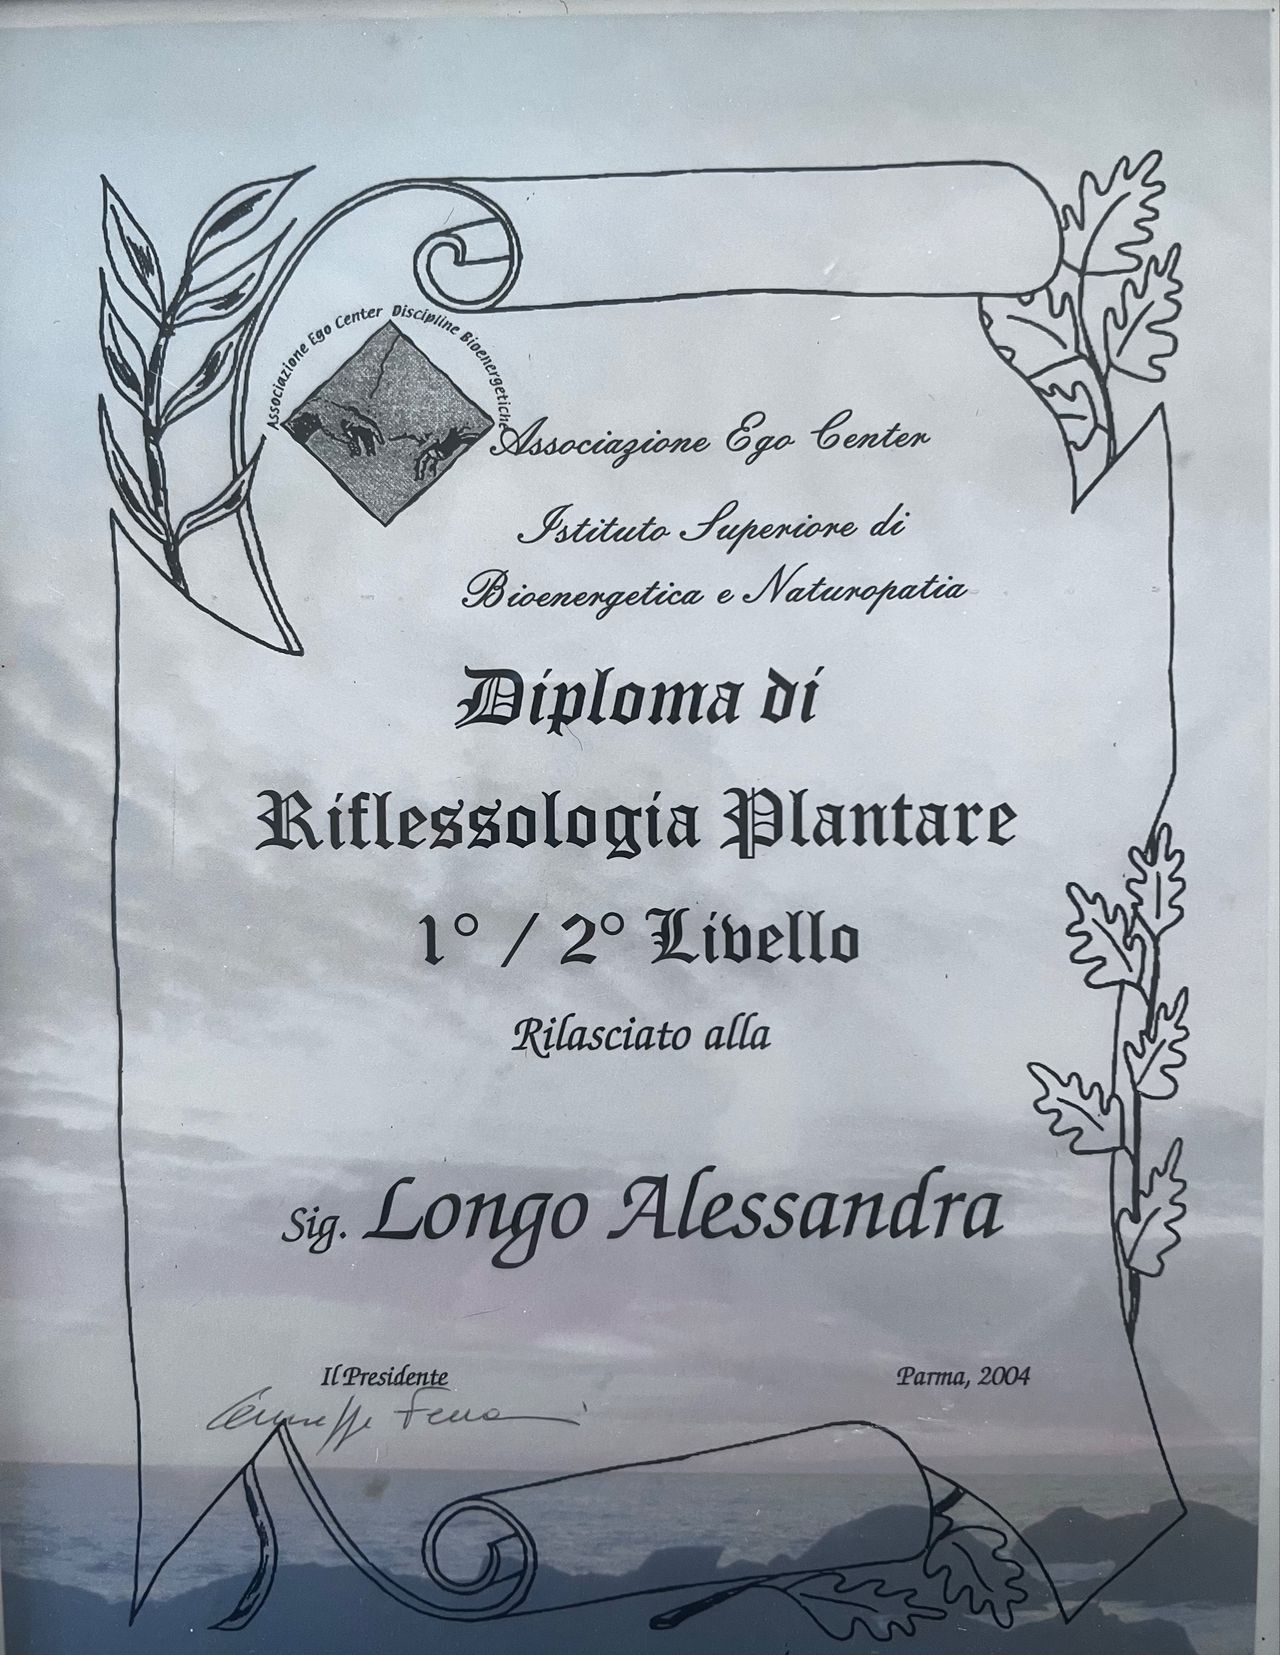 Associazione Ego Center Discipline Bioenergetiche
Associazione Ego Center
Istituto Superiore di
Bioenergetica e Naturopatia
Diploma di
Riflessologia Plantare
1° / 2° Livello
Rilasciato alla
Sig. Longo Alessandra
Il Presidente
Parma, 2004